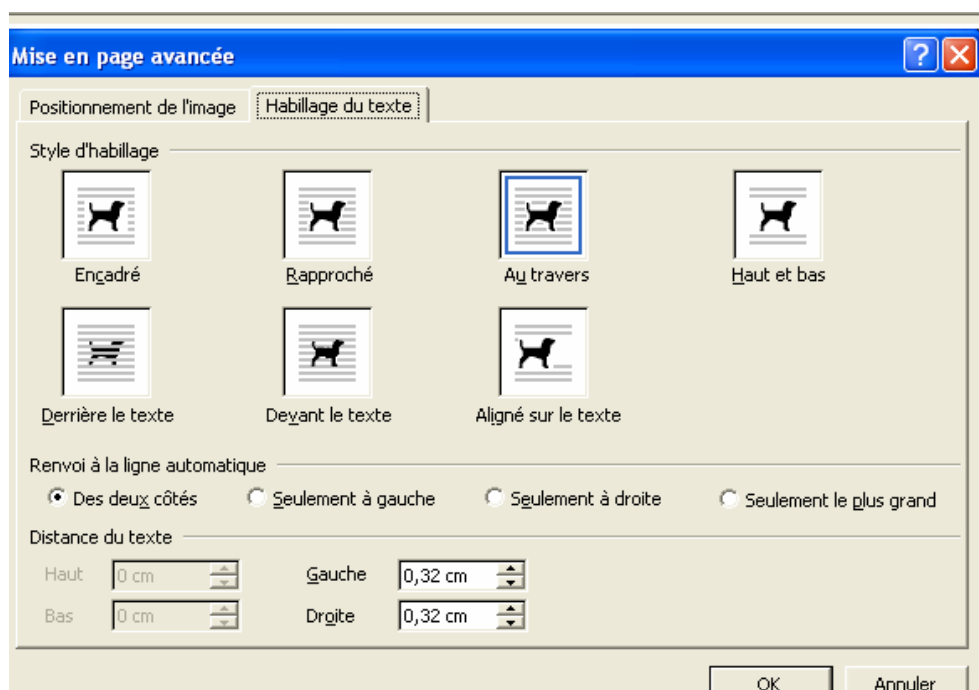 Mise en page avancée
Positionnement de l'image Habillage du texte
Style d'habillage
Encadré Rapproché Au travers Haut et bas
Derrière le texte Devant le texte Aligné sur le texte
Renvoi à la ligne automatique
Des deux côtés Seulement à gauche Seulement à droite Seulement le plus grand
Distance du texte
Haut 0 cm Gauche 0,32 cm
Bas 0 cm Droite 0,32 cm
OK Annuler